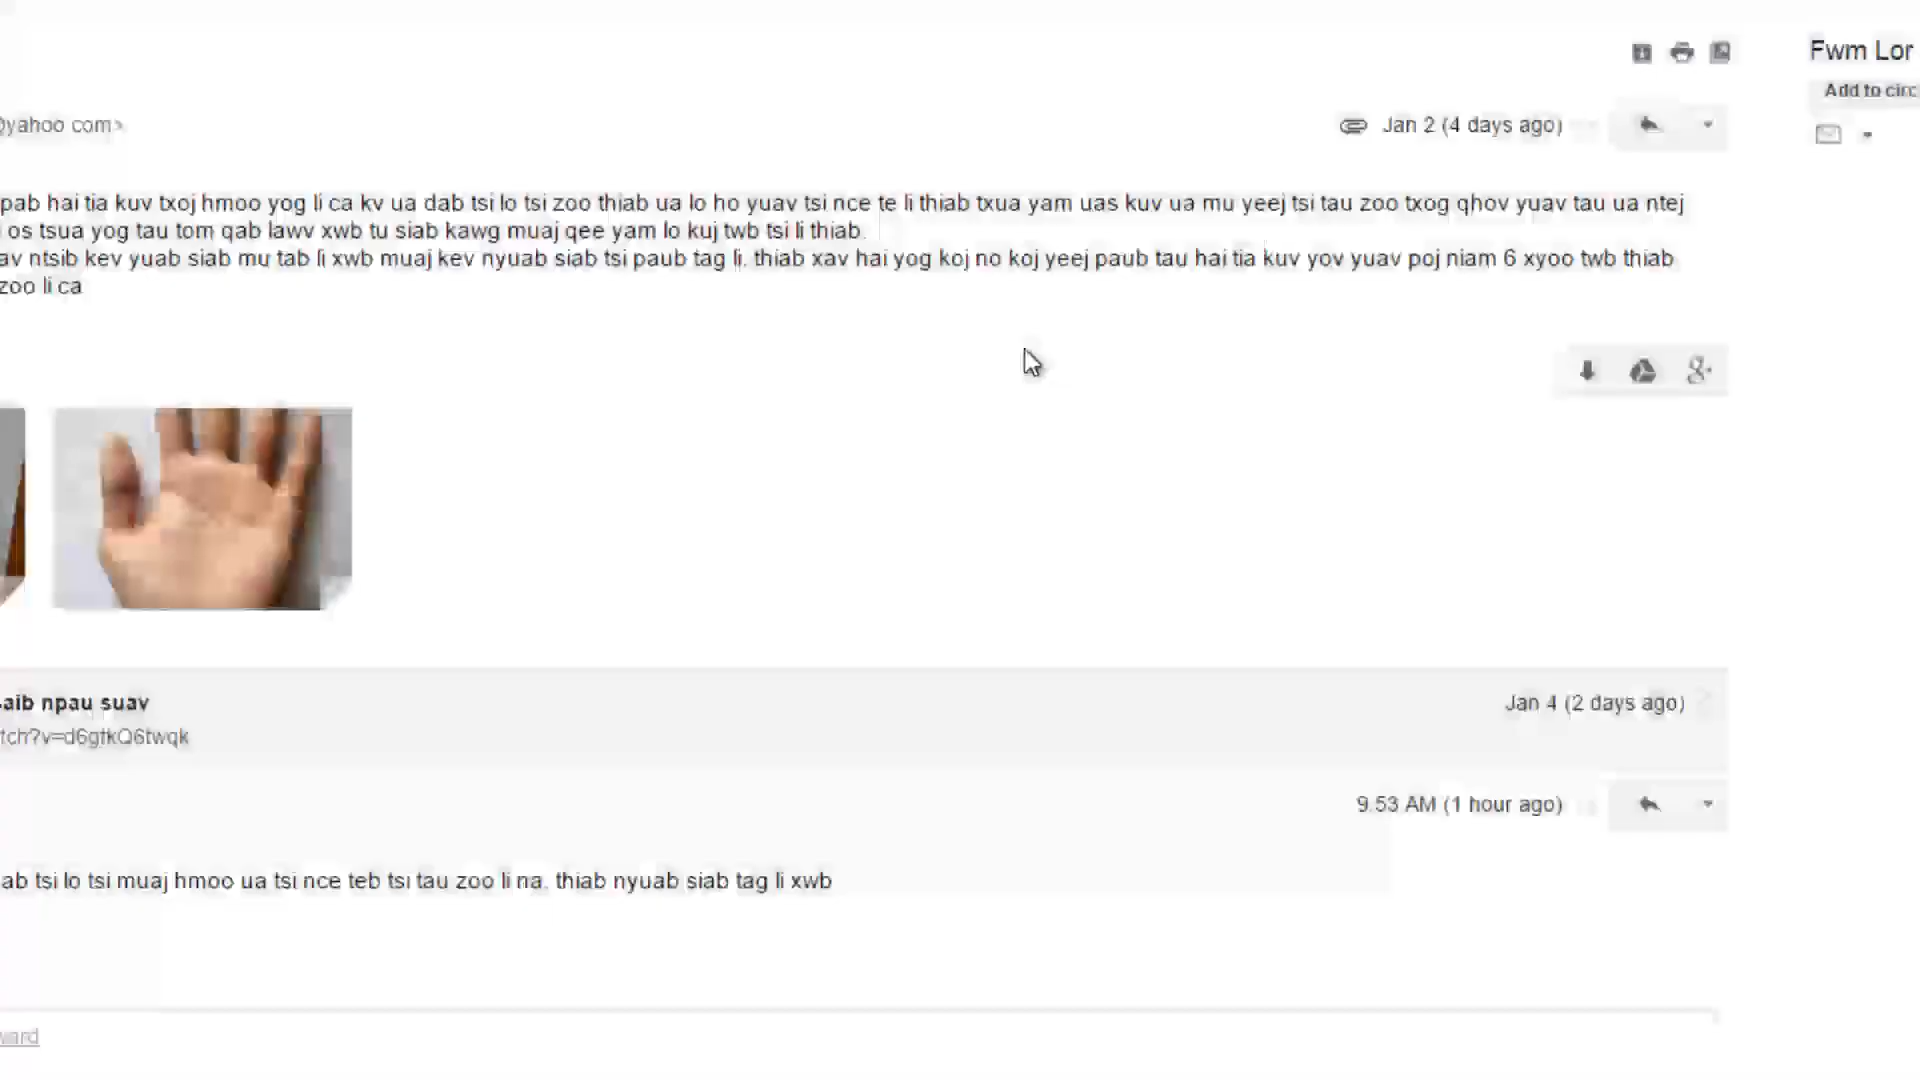 Fwm Lor
Add to circ
@yahoo com>
Jan 2 (4 days ago)
pab hai tia kuv txoj hmoo yog li ca kv ua dab tsi lo tsi zoo thiab ua lo ho yuav tsi nce te li thiab txua yam uas kuv ua mu yeej tsi tau zoo txog qhov yuav tau ua ntej
os tsua yog tau tom qab lawv xwb tu siab kawg muaj qee yam lo kuj twb tsi li thiab.
av ntsib kev yuab siab mu tab li xwb muaj kev nyuab siab tsi paub tag li. thiab xav hai yog koj no koj yeej paub tau hai tia kuv yov yuav poj niam 6 xyoo twb thiab
zoo li ca
aib npau suav
Jan 4 (2 days ago)
tch?v=d6gtkQ6twqk
9.53 AM (1 hour ago)
ab tsi lo tsi muaj hmoo ua tsi nce teb tsi tau zoo li na. thiab nyuab siab tag li xwb
ward